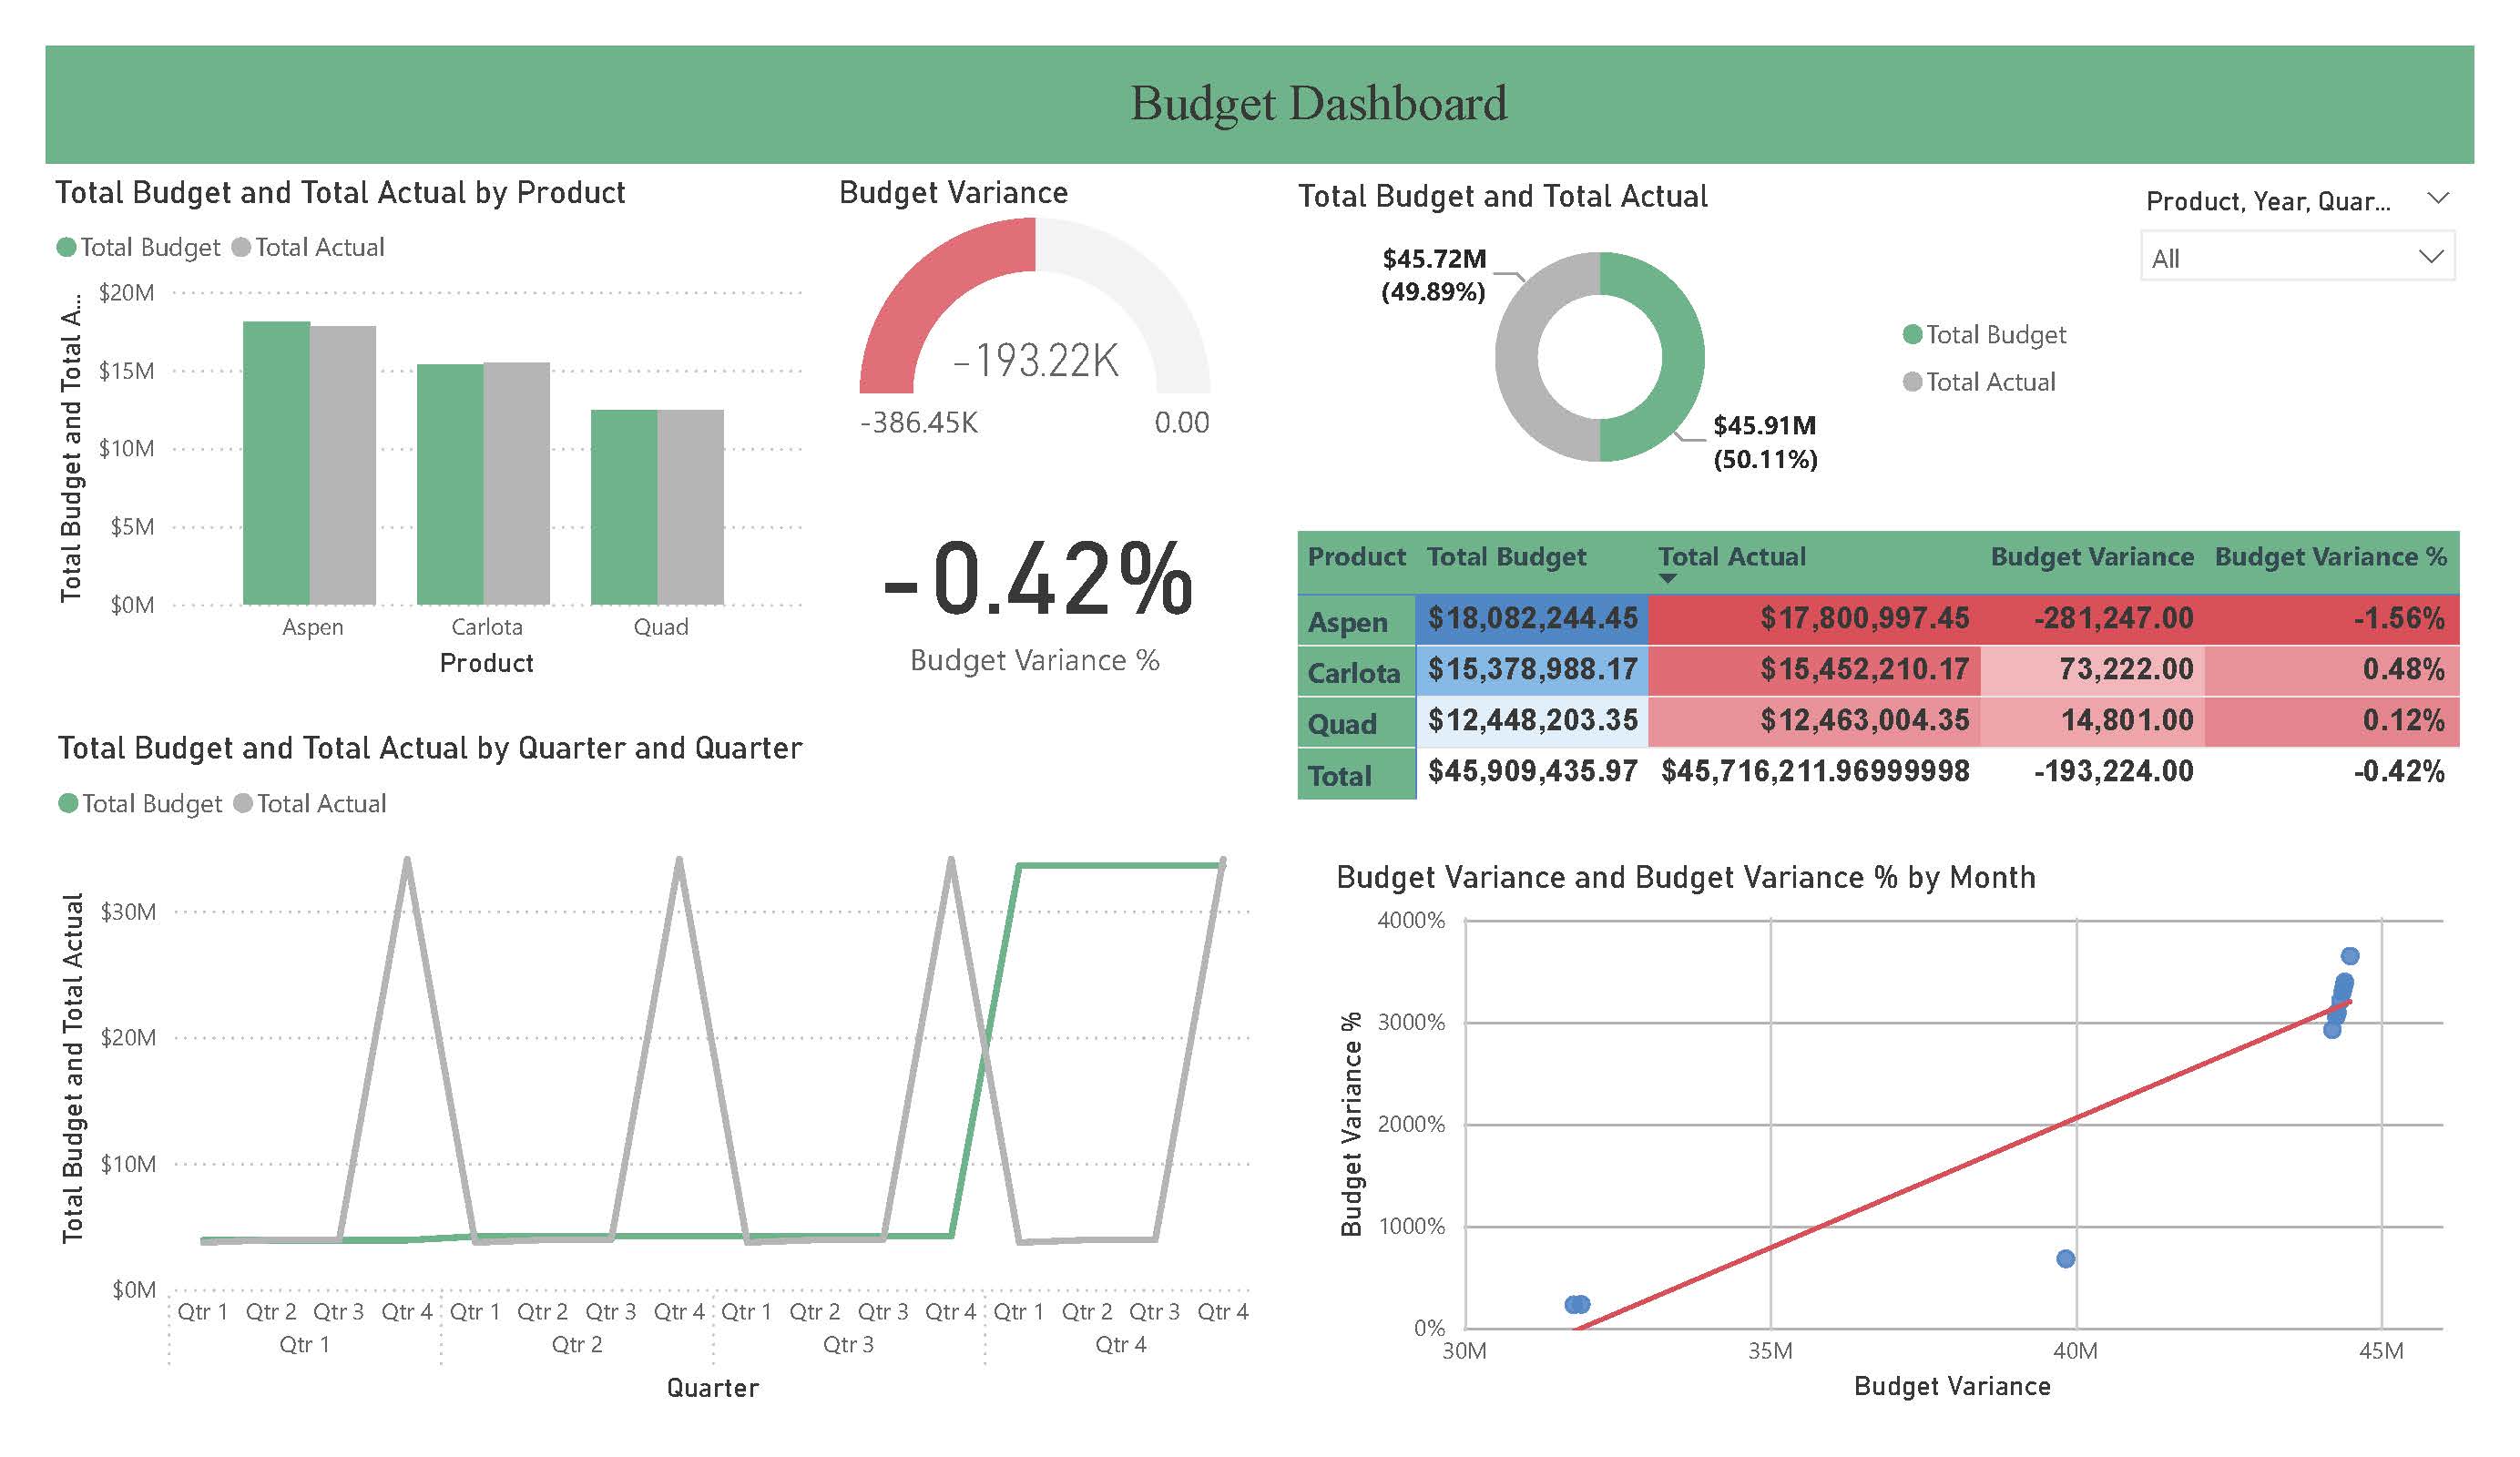 Budget Dashboard
Total Budget and Total Actual by Product
Total Budget Total Actual
Total Budget and Total A...
$20M
$15M
$10M
$5M
$0M
Aspen Carlota Quad
Product
Budget Variance
-193.22K
-386.45K 0.00
-0.42%
Budget Variance %
Total Budget and Total Actual
$45.72M
(49.89%)
$45.91M
(50.11%)
Total Budget
Total Actual
Product, Year, Quar...
All
Product Total Budget Total Actual Budget Variance Budget Variance %
Aspen $18,082,244.45 $17,800,997.45 -281,247.00 -1.56%
Carlota $15,378,988.17 $15,452,210.17 73,222.00 0.48%
Quad $12,448,203.35 $12,463,004.35 14,801.00 0.12%
Total $45,909,435.97 $45,716,211.96999998 -193,224.00 -0.42%
Total Budget and Total Actual by Quarter and Quarter
Total Budget Total Actual
Total Budget and Total Actual
$30M
$20M
$10M
$0M
Qtr 1 Qtr 2 Qtr 3 Qtr 4 Qtr 1 Qtr 2 Qtr 3 Qtr 4 Qtr 1 Qtr 2 Qtr 3 Qtr 4 Qtr 1 Qtr 2 Qtr 3 Qtr 4
Qtr 1 Qtr 2 Qtr 3 Qtr 4
Quarter
Budget Variance and Budget Variance % by Month
Budget Variance %
4000%
3000%
2000%
1000%
0%
30M 35M 40M 45M
Budget Variance